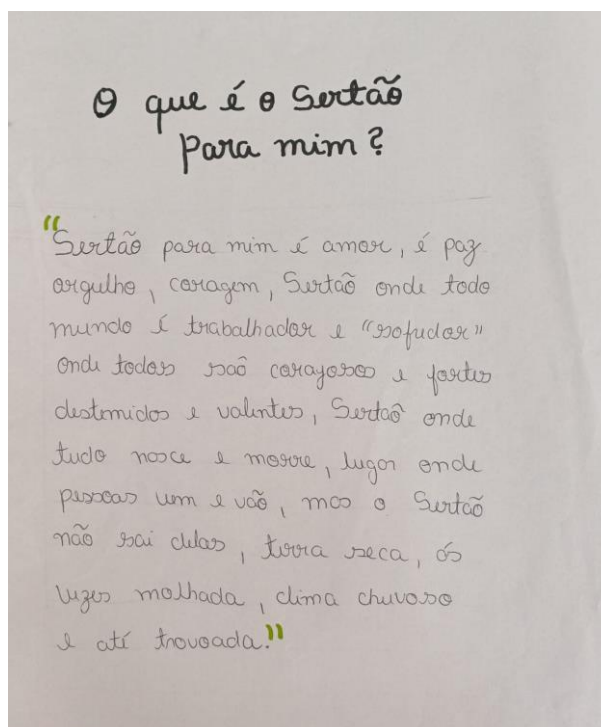 O que é o Sertão
Para mim?
"Sertão para mim é amor, é paz
orgulho, coragem, Sertão onde todo
mundo é trabalhador e "sofudor"
onde todos são corajosos e fortes
destemidos e valentes, Sertão onde
tudo nasce e morre, lugar onde
pessoas vem e vão, mas o Sertão
não sai delas, terra seca, ás
vezes molhada, clima chuvoso
e até trovoada."